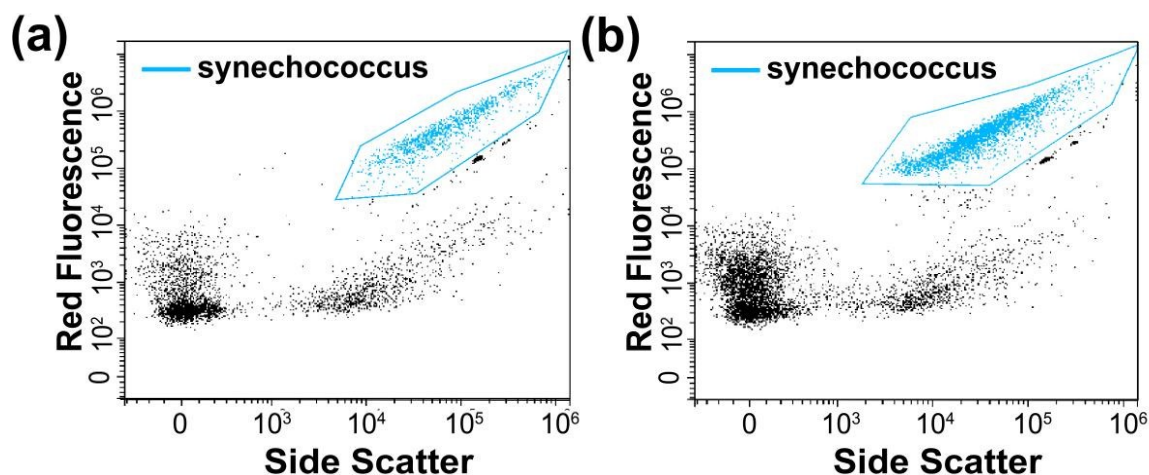 (a)
synechococcus
Red Fluorescence
10⁶
10⁵
10⁴
10³
10²
0
0 10³ 10⁴ 10⁵ 10⁶
Side Scatter
(b)
synechococcus
Red Fluorescence
10⁶
10⁵
10⁴
10³
10²
0
0 10³ 10⁴ 10⁵ 10⁶
Side Scatter